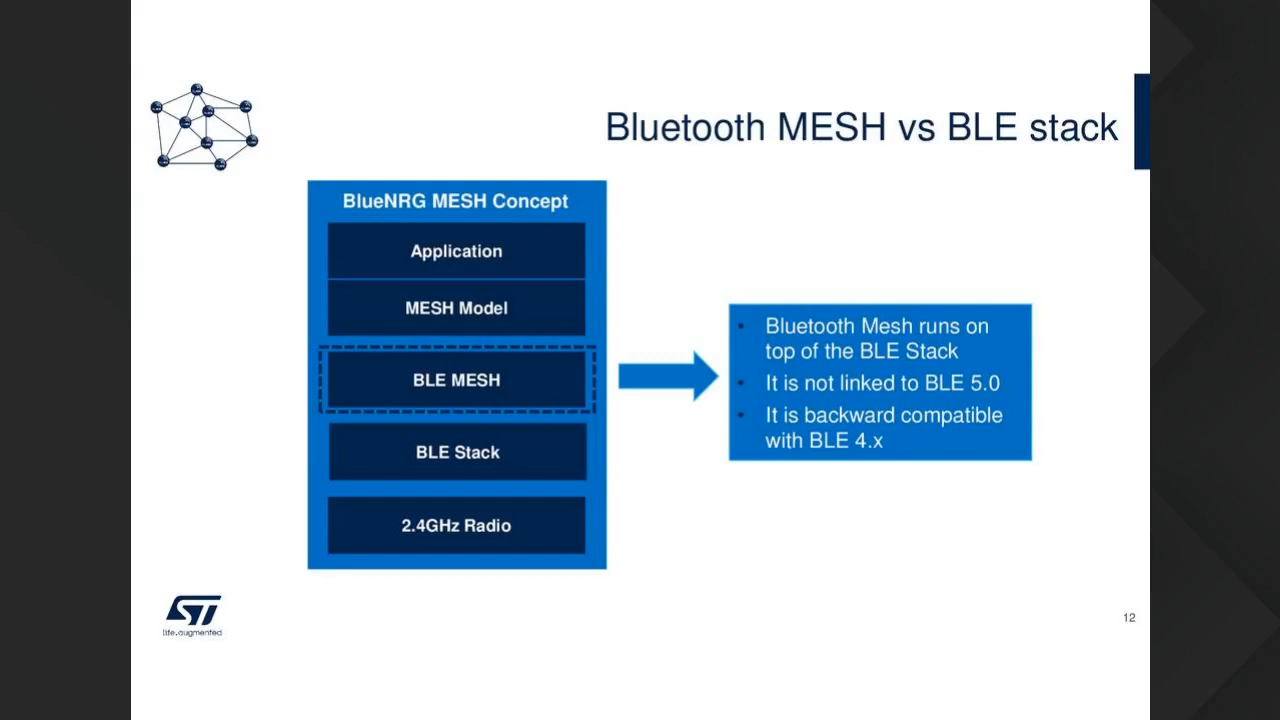 Bluetooth MESH vs BLE stack
BlueNRG MESH Concept
Application
MESH Model
BLE MESH
BLE Stack
2.4GHz Radio
• Bluetooth Mesh runs on
top of the BLE Stack
• It is not linked to BLE 5.0
• It is backward compatible
with BLE 4.x
ST
life.augmented
12